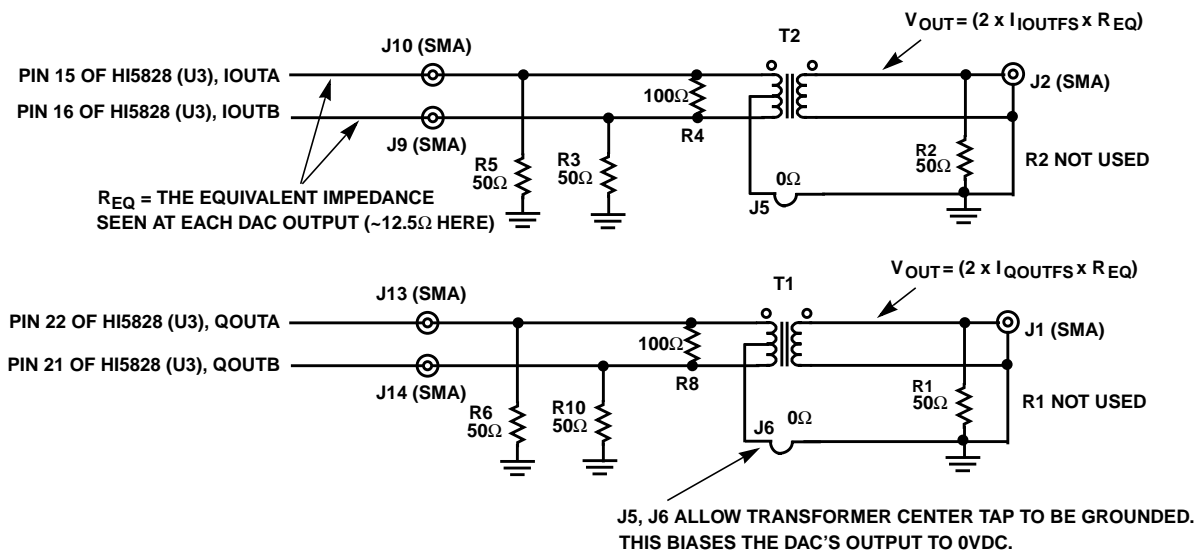 V_OUT = (2 x I_IOUTFS x R_EQ)
T2
J10 (SMA)
PIN 15 OF HI5828 (U3), IOUTA
J2 (SMA)
100Ω
PIN 16 OF HI5828 (U3), IOUTB
J9 (SMA)
R4
R5
50Ω
R3
50Ω
R2
50Ω
R2 NOT USED
0Ω
J5
R_EQ = THE EQUIVALENT IMPEDANCE
SEEN AT EACH DAC OUTPUT (~12.5Ω HERE)
V_OUT = (2 x I_QOUTFS x R_EQ)
T1
J13 (SMA)
PIN 22 OF HI5828 (U3), QOUTA
J1 (SMA)
100Ω
PIN 21 OF HI5828 (U3), QOUTB
J14 (SMA)
R8
R6
50Ω
R10
50Ω
R1
50Ω
R1 NOT USED
0Ω
J6
J5, J6 ALLOW TRANSFORMER CENTER TAP TO BE GROUNDED.
THIS BIASES THE DAC'S OUTPUT TO 0VDC.